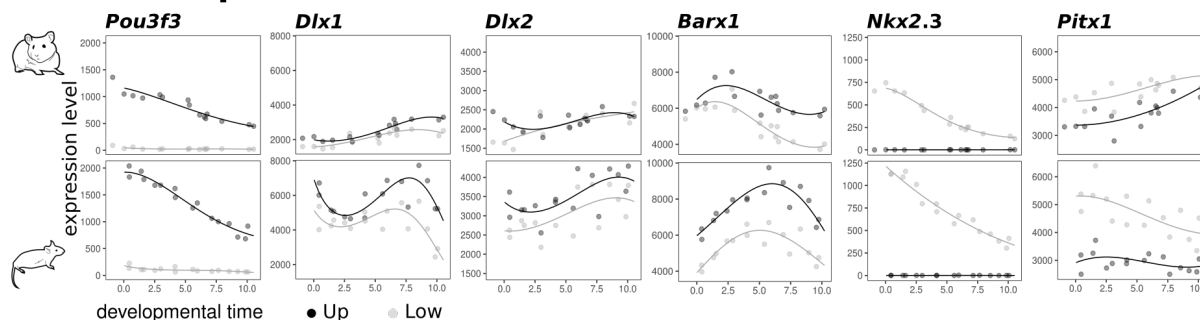 Pou3f3 Dlx1 Dlx2 Barx1 Nkx2.3 Pitx1
expression level
2000 1500 1000 500 0
8000 6000 4000 2000
4000 3500 3000 2500 2000 1500
10000 8000 6000 4000
1250 1000 750 500 250 0
6000 5000 4000 3000
2000 1500 1000 500 0
8000 6000 4000 2000
4000 3500 3000 2500 2000 1500
10000 8000 6000 4000
1250 1000 750 500 250 0
6000 5000 4000 3000
0.0 2.5 5.0 7.5 10.0
0.0 2.5 5.0 7.5 10.0
0.0 2.5 5.0 7.5 10.0
0.0 2.5 5.0 7.5 10.0
0.0 2.5 5.0 7.5 10.0
0.0 2.5 5.0 7.5 10.0
developmental time
Up Low